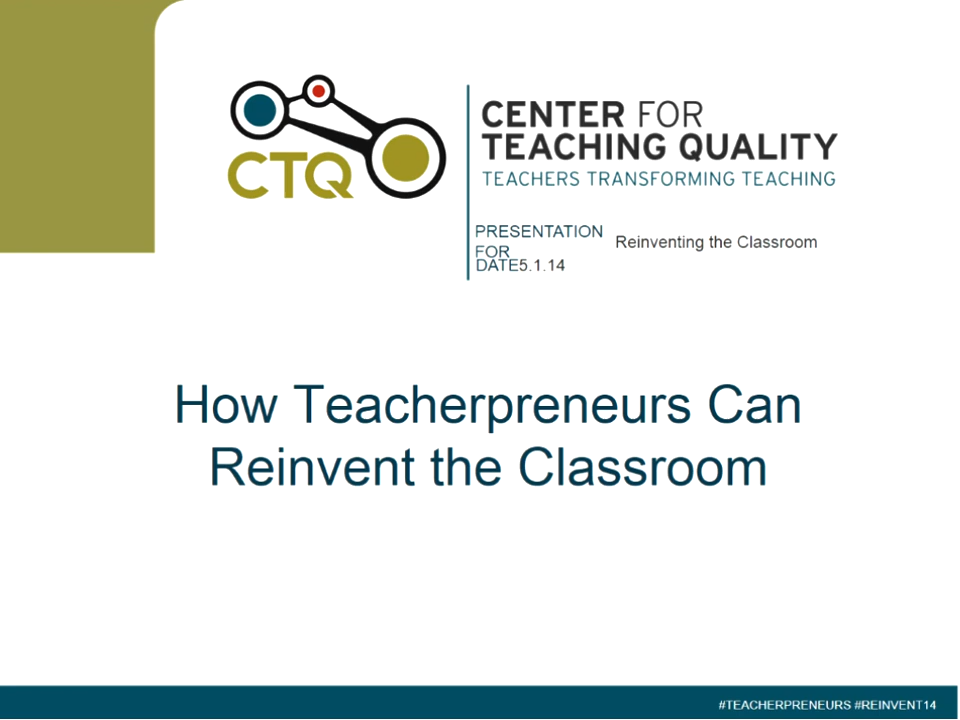 CTQ
CENTER FOR
TEACHING QUALITY
TEACHERS TRANSFORMING TEACHING
PRESENTATION
FOR
Reinventing the Classroom
DATE5.1.14
How Teacherpreneurs Can
Reinvent the Classroom
#TEACHERPRENEURS #REINVENT14